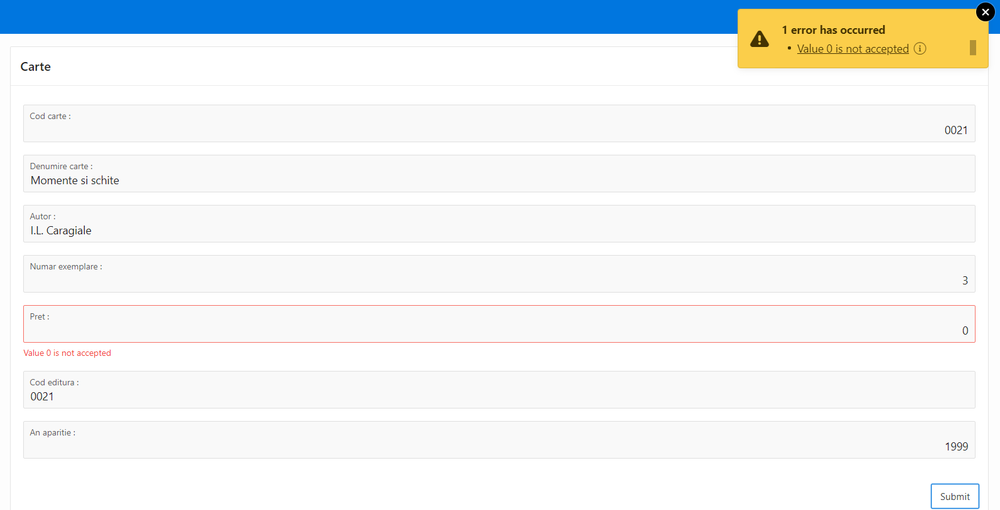 1 error has occurred
• Value 0 is not accepted
Carte
Cod carte :
0021
Denumire carte :
Momente si schite
Autor :
I.L. Caragiale
Numar exemplare :
3
Pret :
0
Value 0 is not accepted
Cod editura :
0021
An aparitie :
1999
Submit